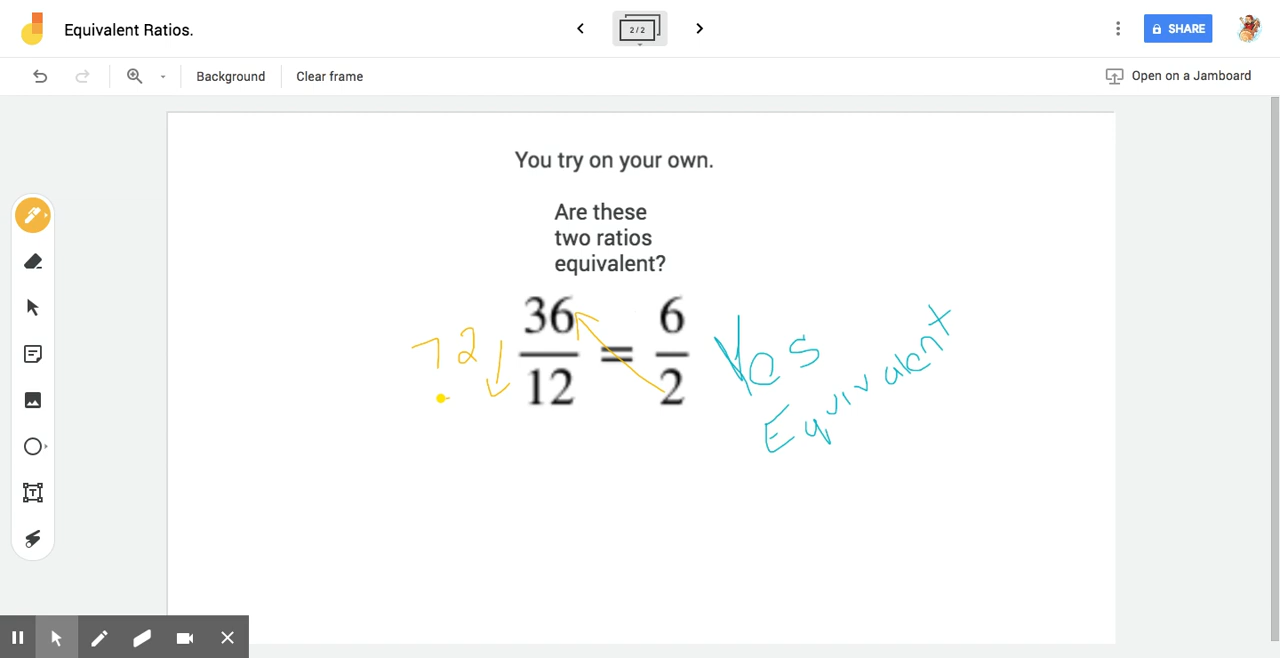 Equivalent Ratios.
2 / 2
SHARE
Background
Clear frame
Open on a Jamboard
You try on your own.
Are these
two ratios
equivalent?
72
36
12
=
6
2
Yes
Equivalent
T